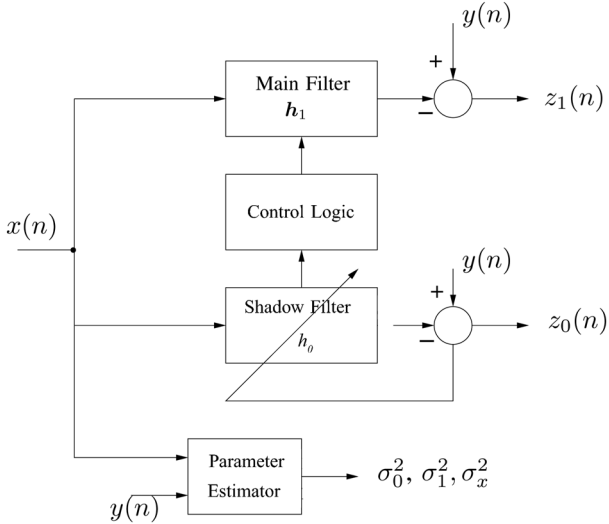 y(n)
+
Main Filter
h₁
−
z₁(n)
Control Logic
x(n)
y(n)
+
Shadow Filter
h₀
−
z₀(n)
Parameter
Estimator
σ₀², σ₁², σₓ²
y(n)